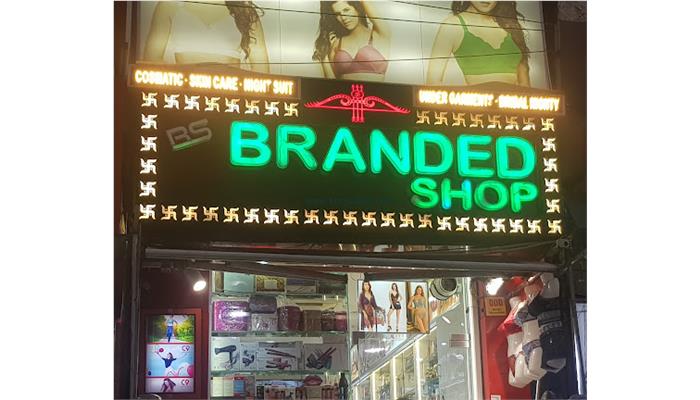 COSMATIC · SKIN CARE · NIGHT SUIT
UNDER GARMENTS · BRIDAL NIGHTY
BS
BRANDED
SHOP